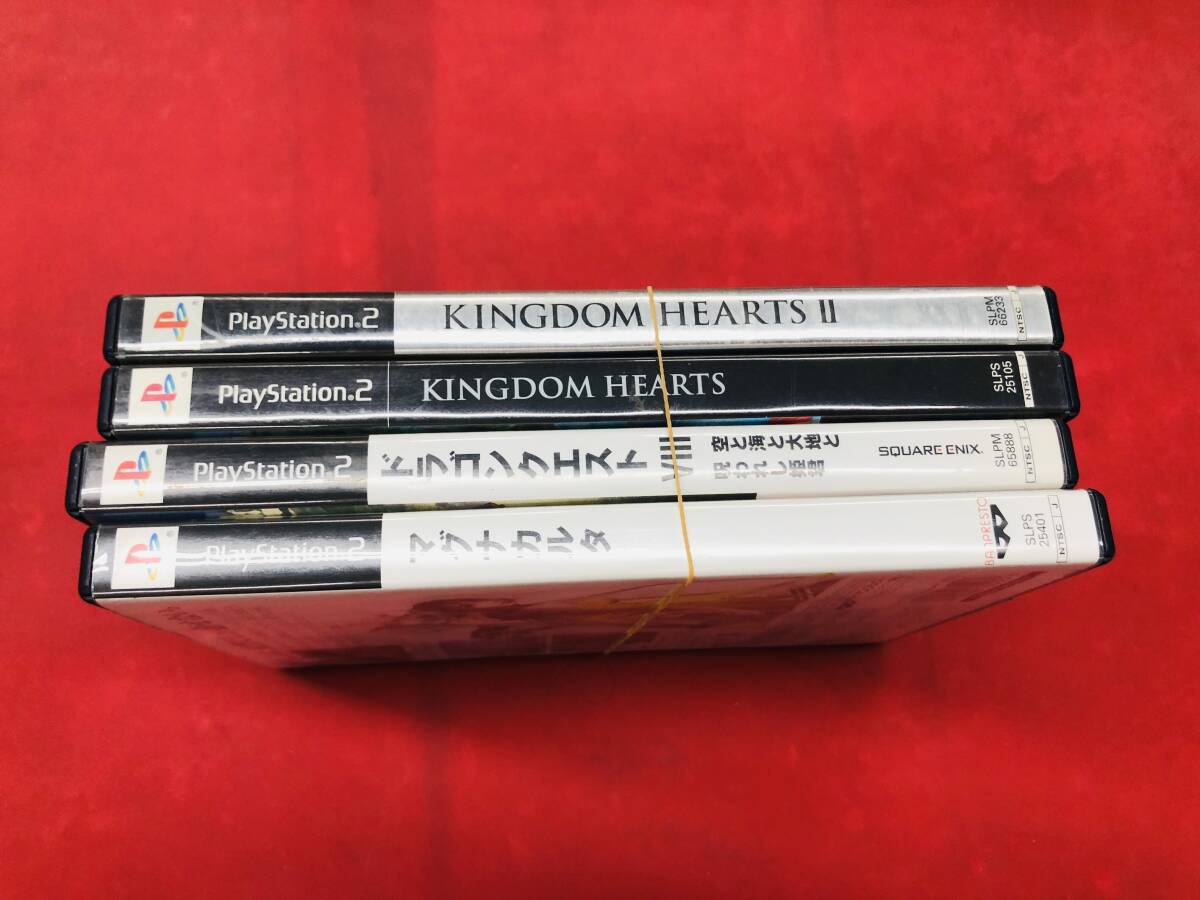 PlayStation.2
KINGDOM HEARTS II
SLPM
66233
NTSC J
PlayStation.2
KINGDOM HEARTS
SLPS
25105
NTSC J
PlayStation.2
ドラゴンクエスト VIII
空と海と大地と
呪われし姫君
SQUARE ENIX.
SLPM
65888
NTSC J
PlayStation.2
マグナカルタ
BANPRESTO
SLPS
25401
NTSC J